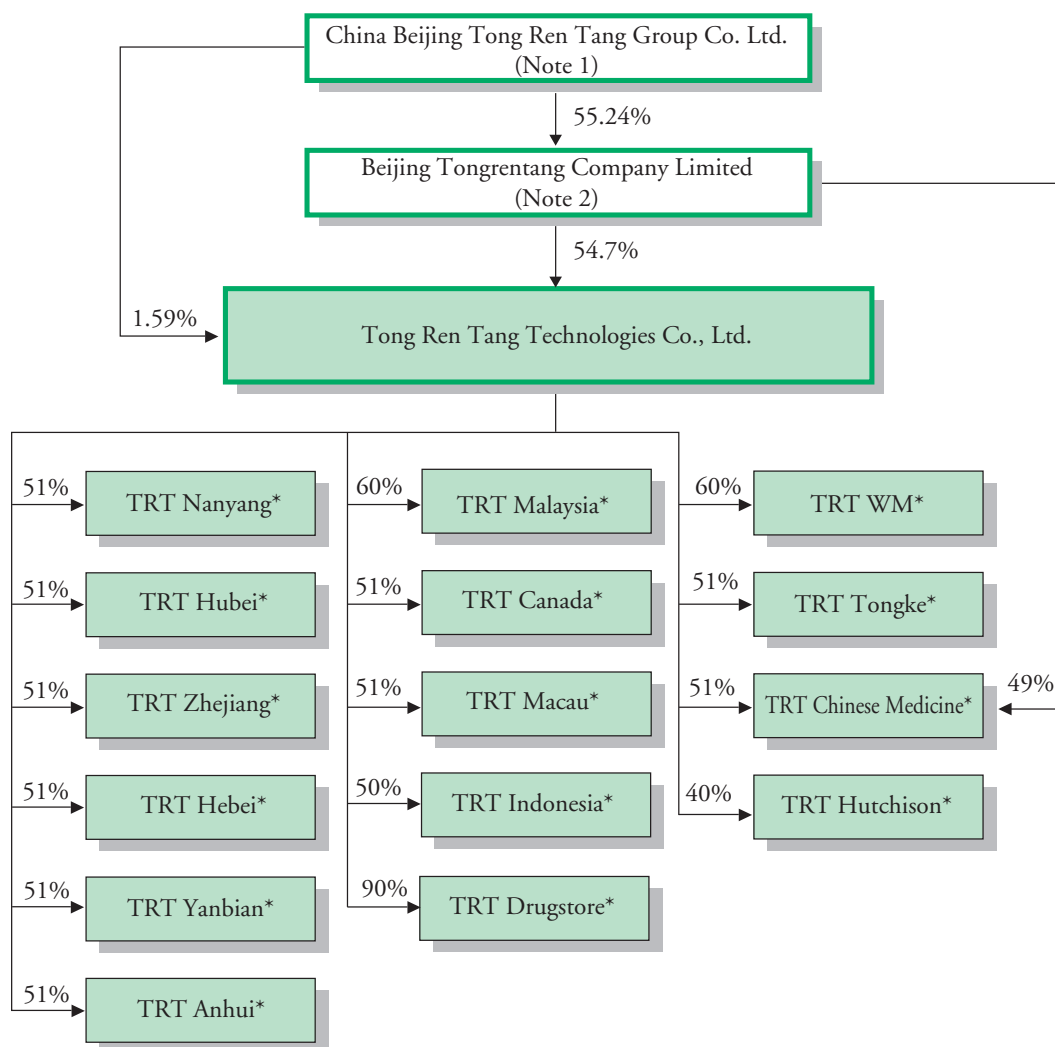 China Beijing Tong Ren Tang Group Co. Ltd.
(Note 1)
55.24%
Beijing Tongrentang Company Limited
(Note 2)
54.7%
1.59%
Tong Ren Tang Technologies Co., Ltd.
51%
TRT Nanyang*
60%
TRT Malaysia*
60%
TRT WM*
51%
TRT Hubei*
51%
TRT Canada*
51%
TRT Tongke*
51%
TRT Zhejiang*
51%
TRT Macau*
51%
TRT Chinese Medicine*
49%
51%
TRT Hebei*
50%
TRT Indonesia*
40%
TRT Hutchison*
51%
TRT Yanbian*
90%
TRT Drugstore*
51%
TRT Anhui*